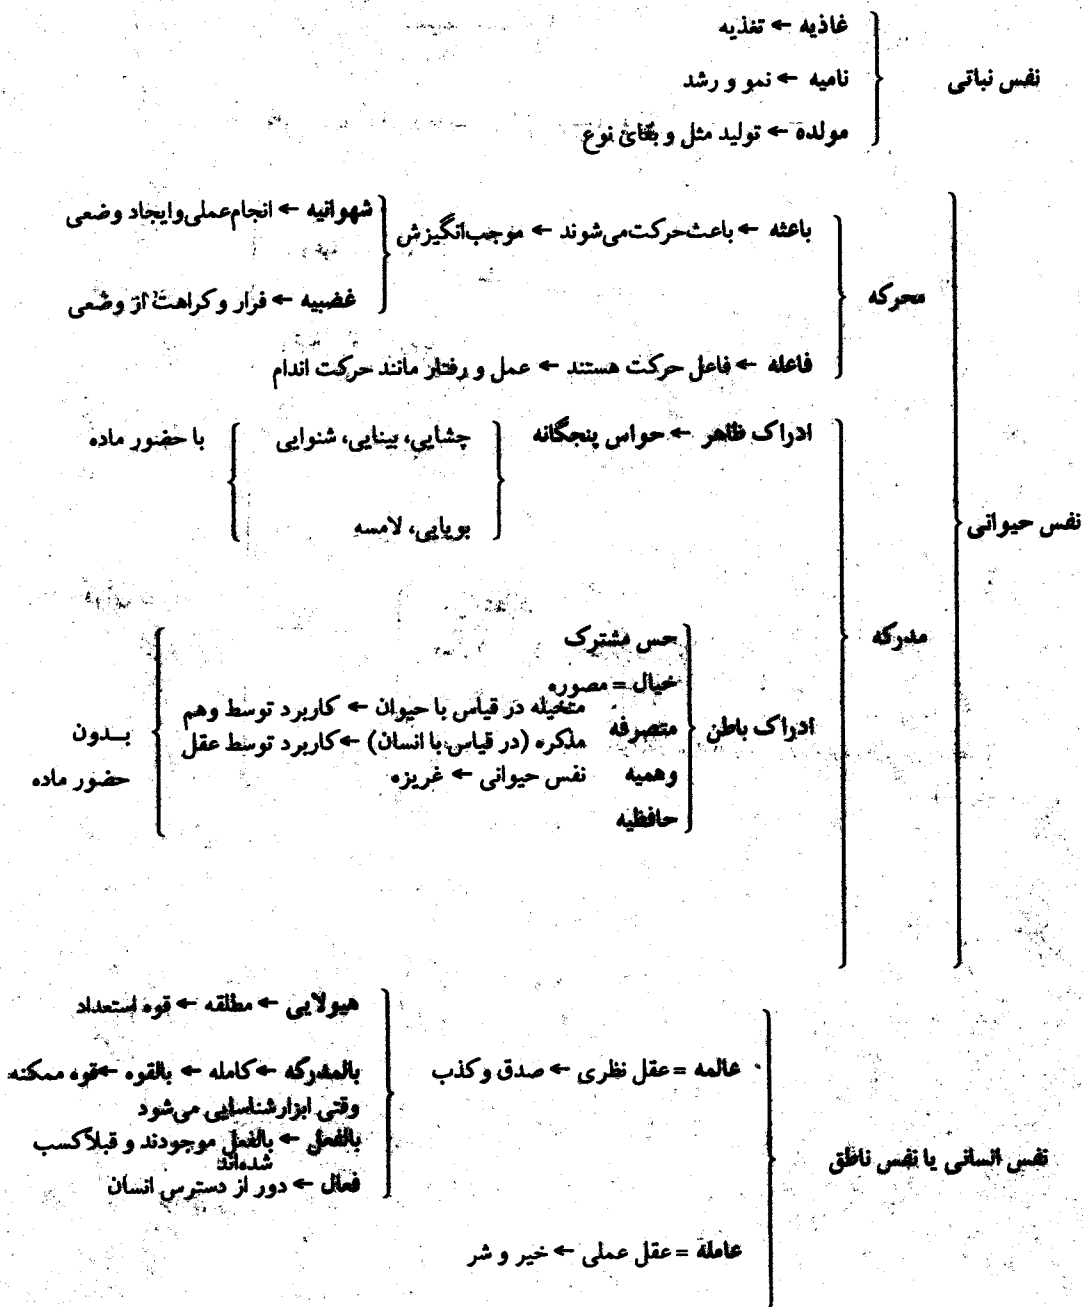 غاذیه ← تغذیه
نفس نباتی
نامیه ← نمو و رشد
مولده ← تولید مثل و بقای نوع
شهوانیه ← انجام عملی و ایجاد وضعی
باعثه ← باعث حرکت می‌شوند ← موجب انگیزش
محرکه
غضبیه ← فرار و کراهت از وضعی
فاعله ← فاعل حرکت هستند ← عمل و رفتار مانند حرکت اندام
ادراک ظاهر ← حواس پنجگانه
چشایی، بینایی، شنوایی
با حضور ماده
بویایی، لامسه
نفس حیوانی
مدرکه
حس مشترک
خیال = مصوره
ادراک باطن
متصرفه
متخیله در قیاس با حیوان ← کاربرد توسط وهم
مذکره (در قیاس با انسان) ← کاربرد توسط عقل
وهمیه
نفس حیوانی ← غریزه
حافظیه
بــدون
حضور ماده
هیولایی ← مطلقه ← قوه استعداد
عالمه = عقل نظری ← صدق و کذب
بالمدرگه ← کامله ← بالقوه ← قوه ممکنه
وقتی ابزار شناسایی می‌شود
بالفعل ← بالفعل موجودند و قبلاً کسب
شده‌اند
فعال ← دور از دسترس انسان
نفس انسانی یا نفس ناطق
عامله = عقل عملی ← خیر و شر